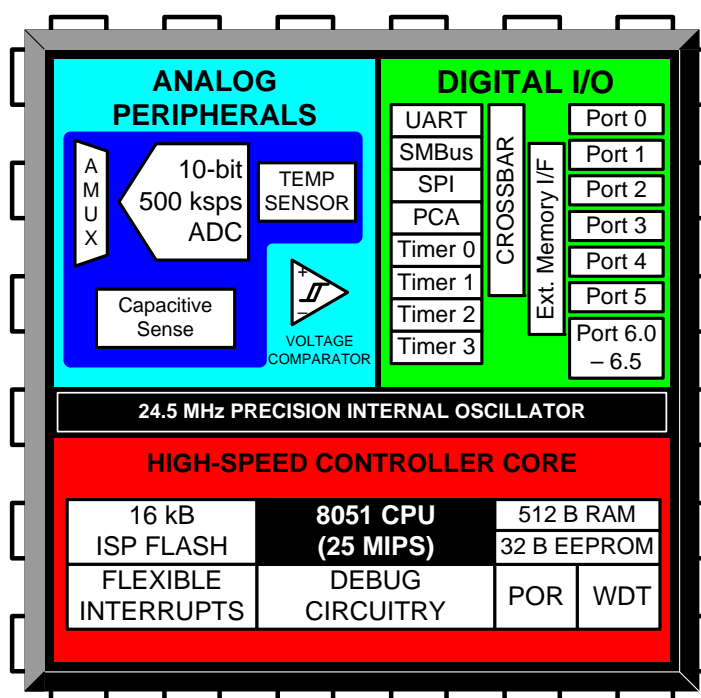 ANALOG
PERIPHERALS
A
M
U
X
10-bit
500 ksps
ADC
TEMP
SENSOR
Capacitive
Sense
+
–
VOLTAGE
COMPARATOR
DIGITAL I/O
UART
SMBus
SPI
PCA
Timer 0
Timer 1
Timer 2
Timer 3
CROSSBAR
Ext. Memory I/F
Port 0
Port 1
Port 2
Port 3
Port 4
Port 5
Port 6.0
– 6.5
24.5 MHz PRECISION INTERNAL OSCILLATOR
HIGH-SPEED CONTROLLER CORE
16 kB
ISP FLASH
8051 CPU
(25 MIPS)
512 B RAM
32 B EEPROM
FLEXIBLE
INTERRUPTS
DEBUG
CIRCUITRY
POR
WDT